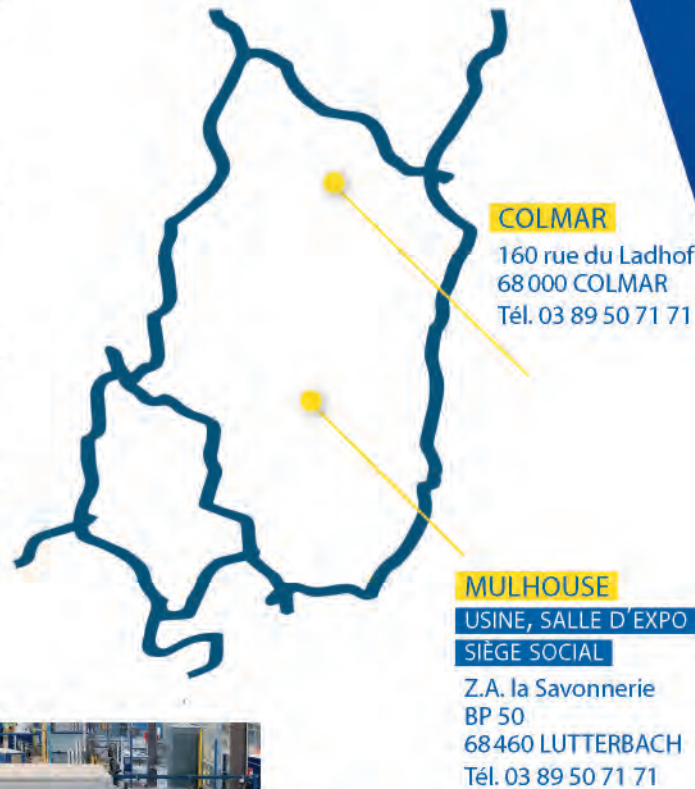 COLMAR
160 rue du Ladhof
68 000 COLMAR
Tél. 03 89 50 71 71
MULHOUSE
USINE, SALLE D'EXPO
SIÈGE SOCIAL
Z.A. la Savonnerie
BP 50
68 460 LUTTERBACH
Tél. 03 89 50 71 71